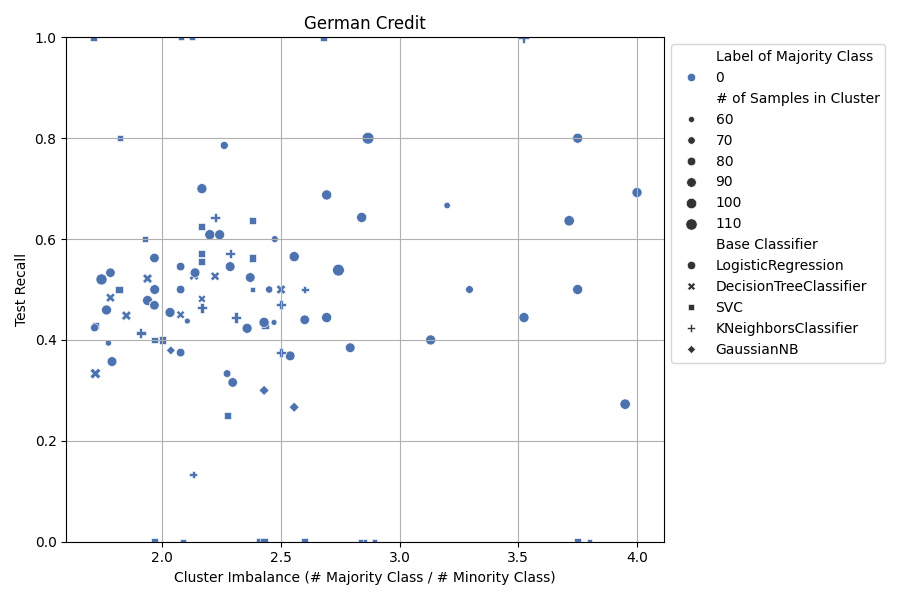 German Credit
1.0
0.8
0.6
0.4
0.2
0.0
Test Recall
2.0 2.5 3.0 3.5 4.0
Cluster Imbalance (# Majority Class / # Minority Class)
Label of Majority Class
0
# of Samples in Cluster
60
70
80
90
100
110
Base Classifier
LogisticRegression
DecisionTreeClassifier
SVC
KNeighborsClassifier
GaussianNB